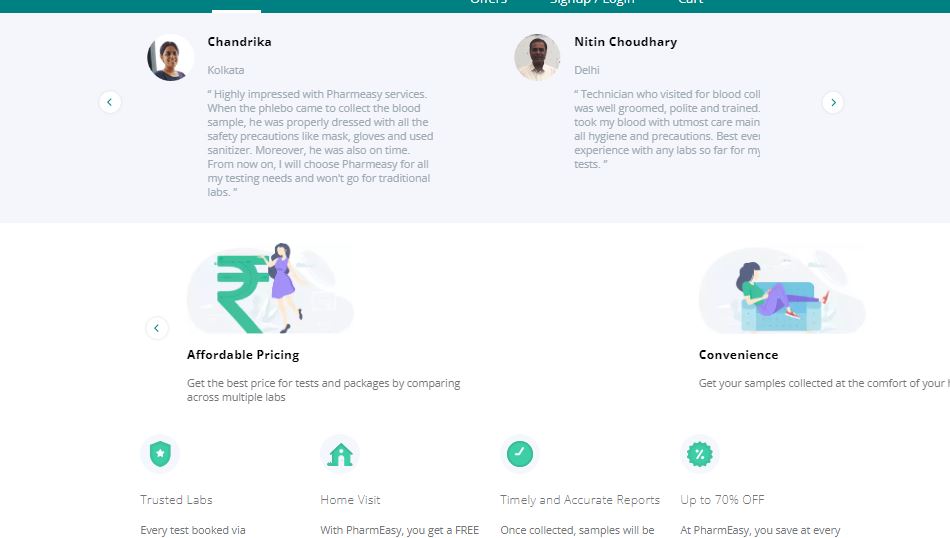 Offers Signup / Login Cart
Chandrika
Kolkata
“ Highly impressed with Pharmeasy services.
When the phlebo came to collect the blood
sample, he was properly dressed with all the
safety precautions like mask, gloves and used
sanitizer. Moreover, he was also on time.
From now on, I will choose Pharmeasy for all
my testing needs and won't go for traditional
labs. ”
Nitin Choudhary
Delhi
“ Technician who visited for blood coll
was well groomed, polite and trained.
took my blood with utmost care main
all hygiene and precautions. Best ever
experience with any labs so far for my
tests. ”
Affordable Pricing
Get the best price for tests and packages by comparing
across multiple labs
Convenience
Get your samples collected at the comfort of your
Trusted Labs
Every test booked via
Home Visit
With PharmEasy, you get a FREE
Timely and Accurate Reports
Once collected, samples will be
Up to 70% OFF
At PharmEasy, you save at every